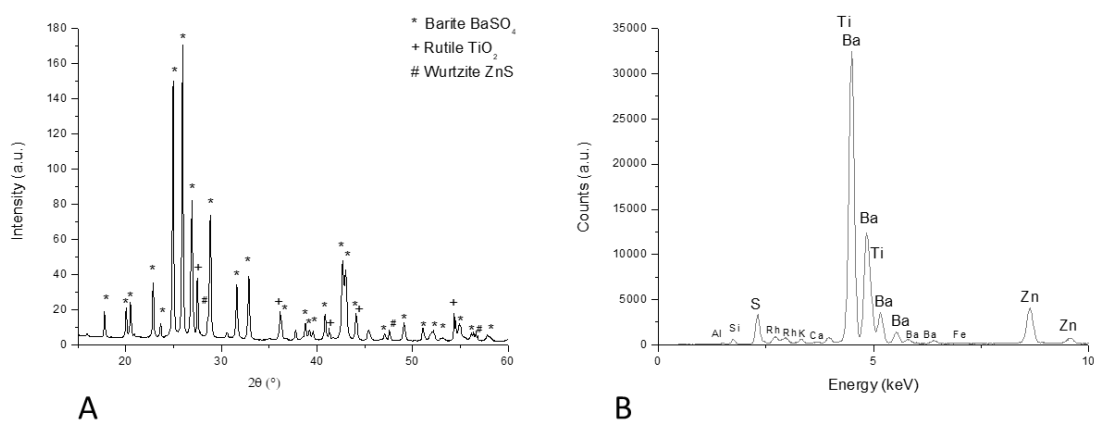 180
160
140
120
100
80
60
40
20
0
Intensity (a.u.)
* Barite BaSO4
+ Rutile TiO2
# Wurtzite ZnS
* * * * * * * * + # * * * + * * * * * + * * * + * # * * * * + * * # *
20 30 40 50 60
2θ (°)
A
35000
30000
25000
20000
15000
10000
5000
0
Counts (a.u.)
Ti
Ba
Ba
Ti
Ba
Ba
S
Al Si Rh Rh K Ca Ba Ba Fe
Zn
Zn
0 5 10
Energy (keV)
B